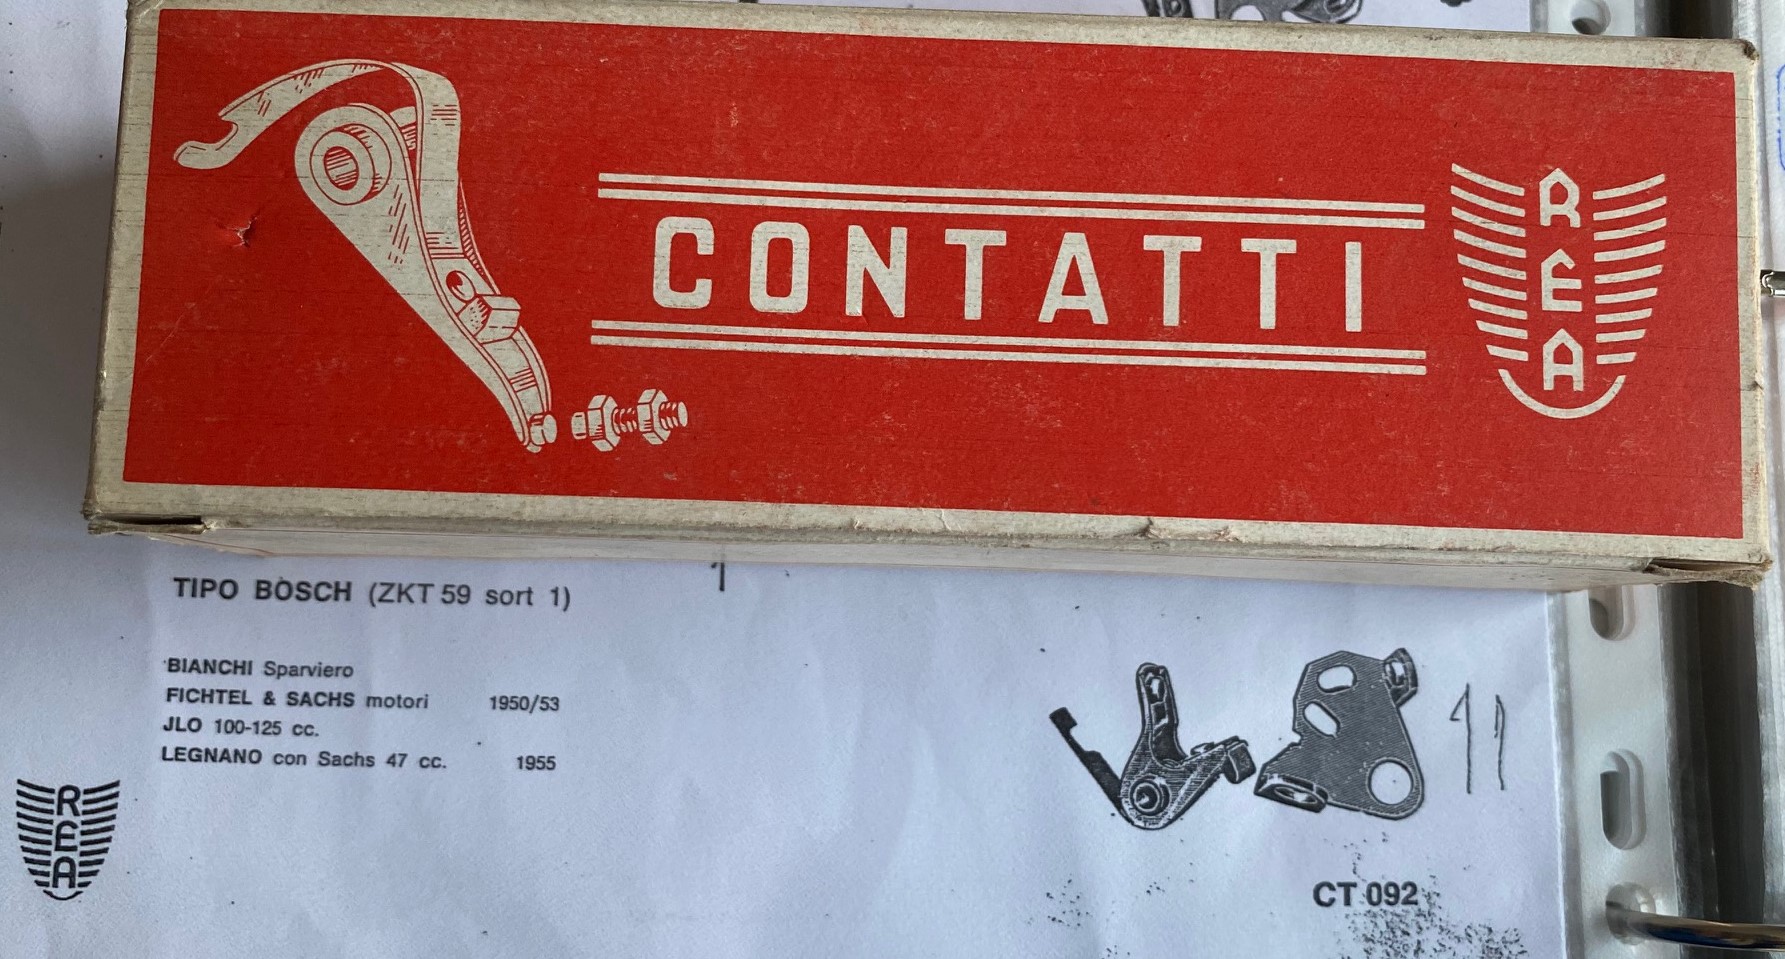 CONTATTI
REA
TIPO BOSCH (ZKT 59 sort 1)
BIANCHI Sparviero
FICHTEL & SACHS motori 1950/53
JLO 100-125 cc.
LEGNANO con Sachs 47 cc. 1955
REA
11
CT 092